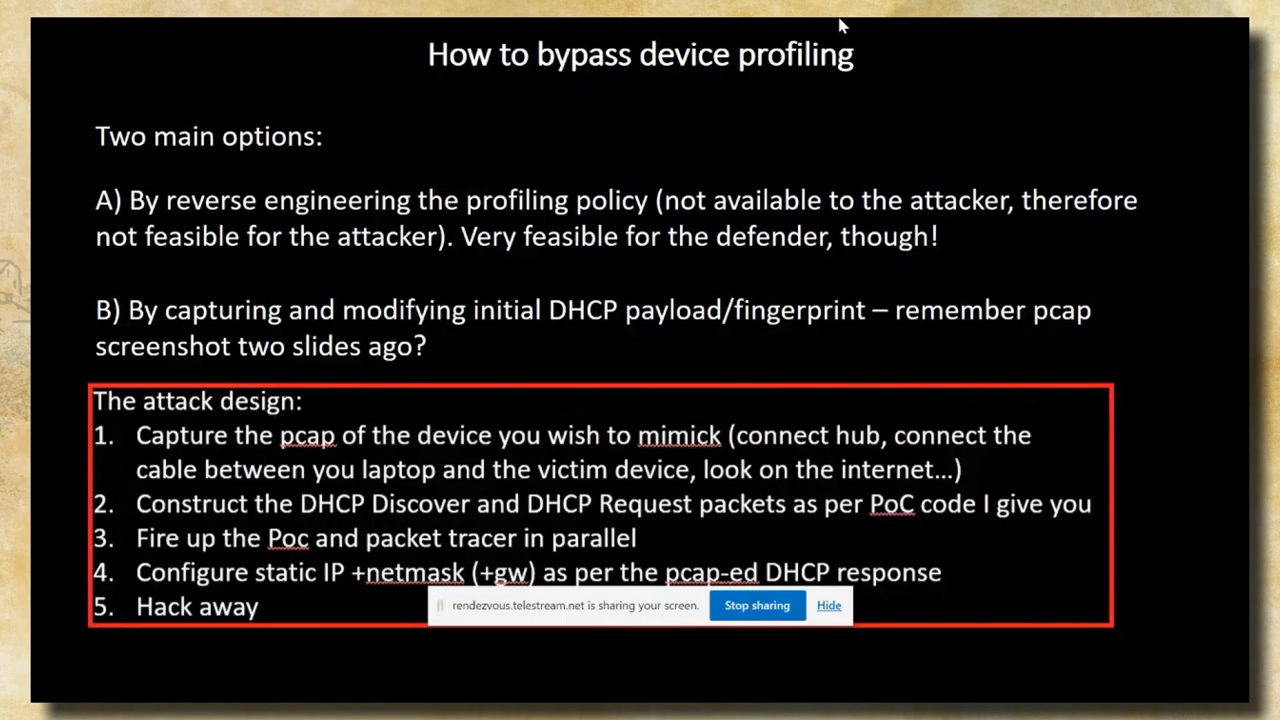 How to bypass device profiling
Two main options:
A) By reverse engineering the profiling policy (not available to the attacker, therefore
not feasible for the attacker). Very feasible for the defender, though!
B) By capturing and modifying initial DHCP payload/fingerprint – remember pcap
screenshot two slides ago?
The attack design:
1. Capture the pcap of the device you wish to mimick (connect hub, connect the
cable between you laptop and the victim device, look on the internet...)
2. Construct the DHCP Discover and DHCP Request packets as per PoC code I give you
3. Fire up the Poc and packet tracer in parallel
4. Configure static IP +netmask (+gw) as per the pcap-ed DHCP response
5. Hack away
rendezvous.telestream.net is sharing your screen. Stop sharing Hide